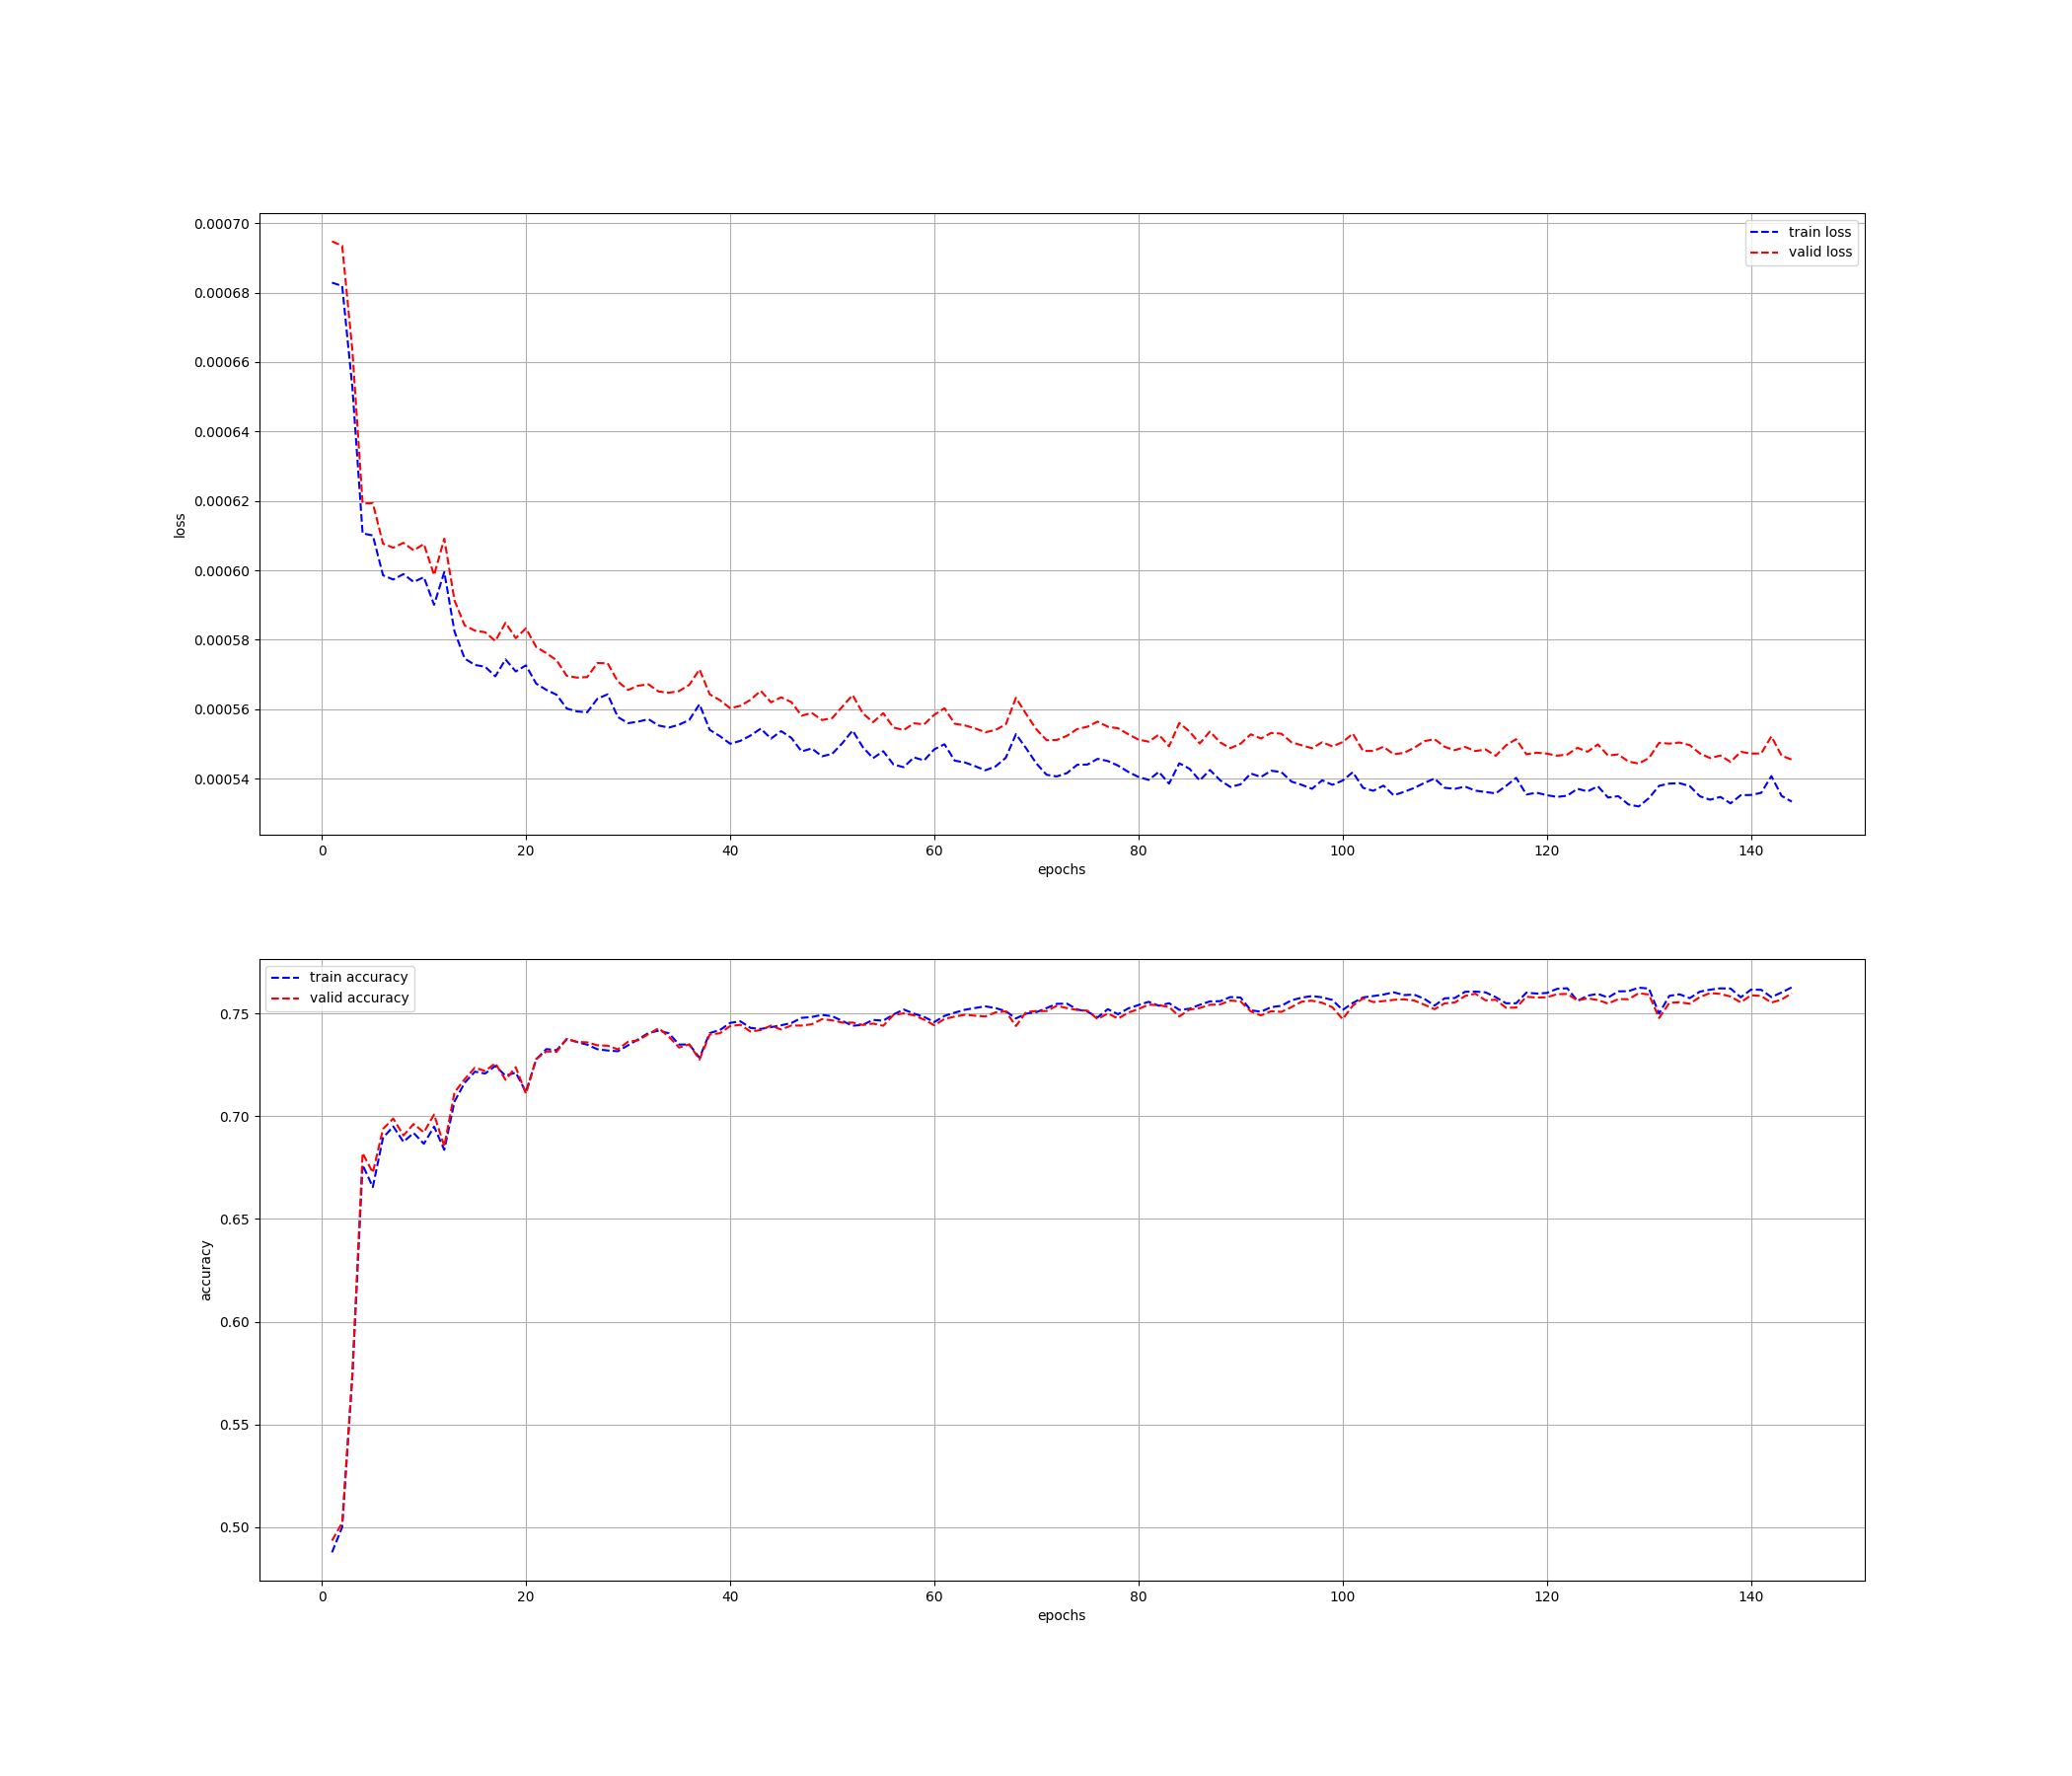 0.00070
0.00068
0.00066
0.00064
0.00062
0.00060
0.00058
0.00056
0.00054
loss
train loss
valid loss
0 20 40 60 80 100 120 140
epochs
train accuracy
valid accuracy
0.75
0.70
0.65
0.60
0.55
0.50
accuracy
0 20 40 60 80 100 120 140
epochs